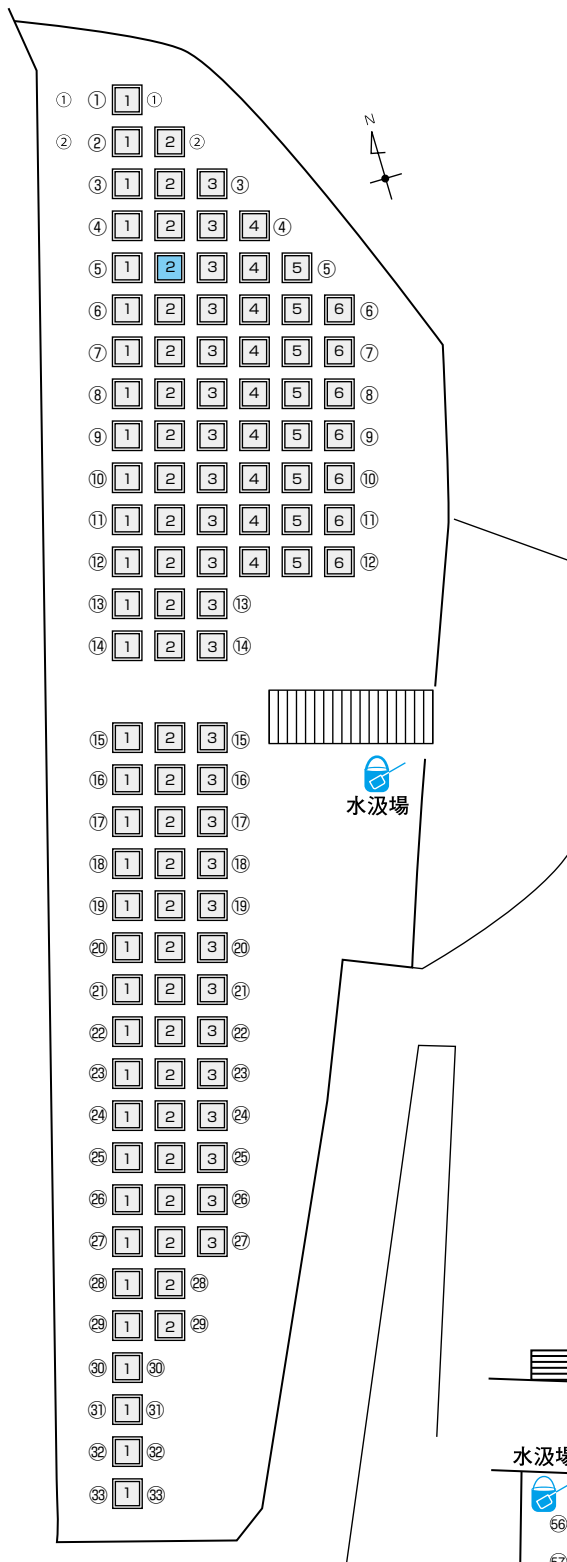 N
① ① 1 ①
② ② 1 2 ②
③ 1 2 3 ③
④ 1 2 3 4 ④
⑤ 1 2 3 4 5 ⑤
⑥ 1 2 3 4 5 6 ⑥
⑦ 1 2 3 4 5 6 ⑦
⑧ 1 2 3 4 5 6 ⑧
⑨ 1 2 3 4 5 6 ⑨
⑩ 1 2 3 4 5 6 ⑩
⑪ 1 2 3 4 5 6 ⑪
⑫ 1 2 3 4 5 6 ⑫
⑬ 1 2 3 ⑬
⑭ 1 2 3 ⑭
⑮ 1 2 3 ⑮
⑯ 1 2 3 ⑯
水汲場
⑰ 1 2 3 ⑰
⑱ 1 2 3 ⑱
⑲ 1 2 3 ⑲
⑳ 1 2 3 ⑳
㉑ 1 2 3 ㉑
㉒ 1 2 3 ㉒
㉓ 1 2 3 ㉓
㉔ 1 2 3 ㉔
㉕ 1 2 3 ㉕
㉖ 1 2 3 ㉖
㉗ 1 2 3 ㉗
㉘ 1 2 ㉘
㉙ 1 2 ㉙
㉚ 1 ㉚
㉛ 1 ㉛
㉜ 1 ㉜
水汲場
㉝ 1 ㉝
56
57